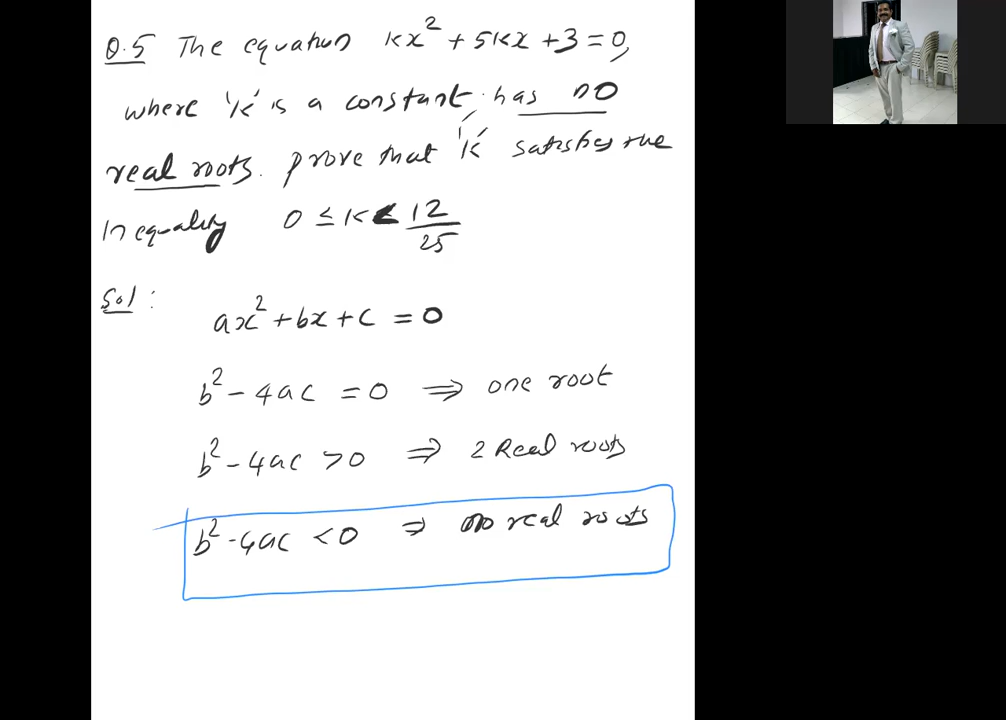 Q.5 The equation kx² + 5kx + 3 = 0,
where 'k' is a constant has no
real roots. prove that 'k' satisfies the
Inequality 0 ≤ k < 12/25
Sol :
ax² + bx + c = 0
b² - 4ac = 0 ⇒ one root
b² - 4ac > 0 ⇒ 2 Real roots
b² - 4ac < 0 ⇒ no real roots